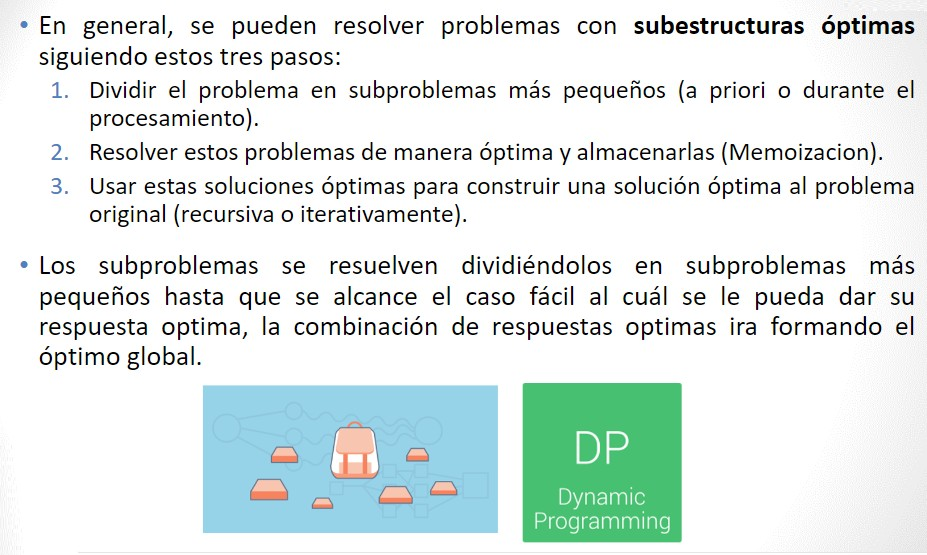 • En general, se pueden resolver problemas con subestructuras óptimas
siguiendo estos tres pasos:
1. Dividir el problema en subproblemas más pequeños (a priori o durante el
procesamiento).
2. Resolver estos problemas de manera óptima y almacenarlas (Memoizacion).
3. Usar estas soluciones óptimas para construir una solución óptima al problema
original (recursiva o iterativamente).
• Los subproblemas se resuelven dividiéndolos en subproblemas más
pequeños hasta que se alcance el caso fácil al cuál se le pueda dar su
respuesta optima, la combinación de respuestas optimas ira formando el
óptimo global.
DP
Dynamic
Programming